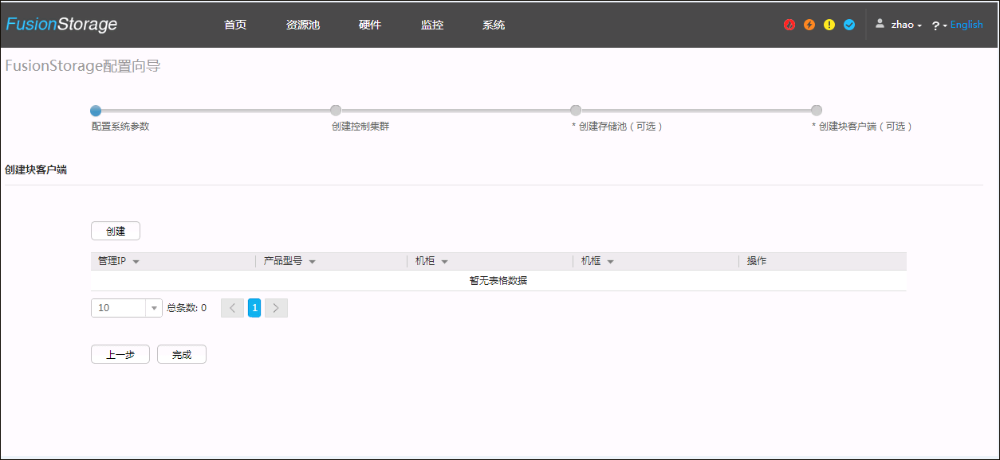 FusionStorage 首页 资源池 硬件 监控 系统 zhao ? English
FusionStorage配置向导
配置系统参数 创建控制集群 * 创建存储池（可选） * 创建块客户端（可选）
创建块客户端
创建
管理IP 产品型号 机柜 机框 操作
暂无表格数据
10 总条数: 0 < 1 >
上一步 完成